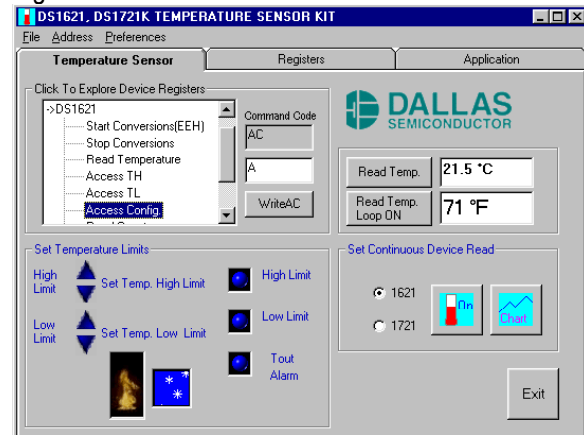 DS1621, DS1721K TEMPERATURE SENSOR KIT
File Address Preferences
Temperature Sensor
Registers
Application
Click To Explore Device Registers
->DS1621
Start Conversions(EEH)
Stop Conversions
Read Temperature
Access TH
Access TL
Access Config.
Command Code
AC
A
WriteAC
DALLAS
SEMICONDUCTOR
Read Temp.
21.5 °C
Read Temp.
Loop ON
71 °F
Set Temperature Limits
High
Limit
Set Temp. High Limit
Low
Limit
Set Temp. Low Limit
High Limit
Low Limit
Tout
Alarm
Set Continuous Device Read
1621
1721
On
Chart
Exit